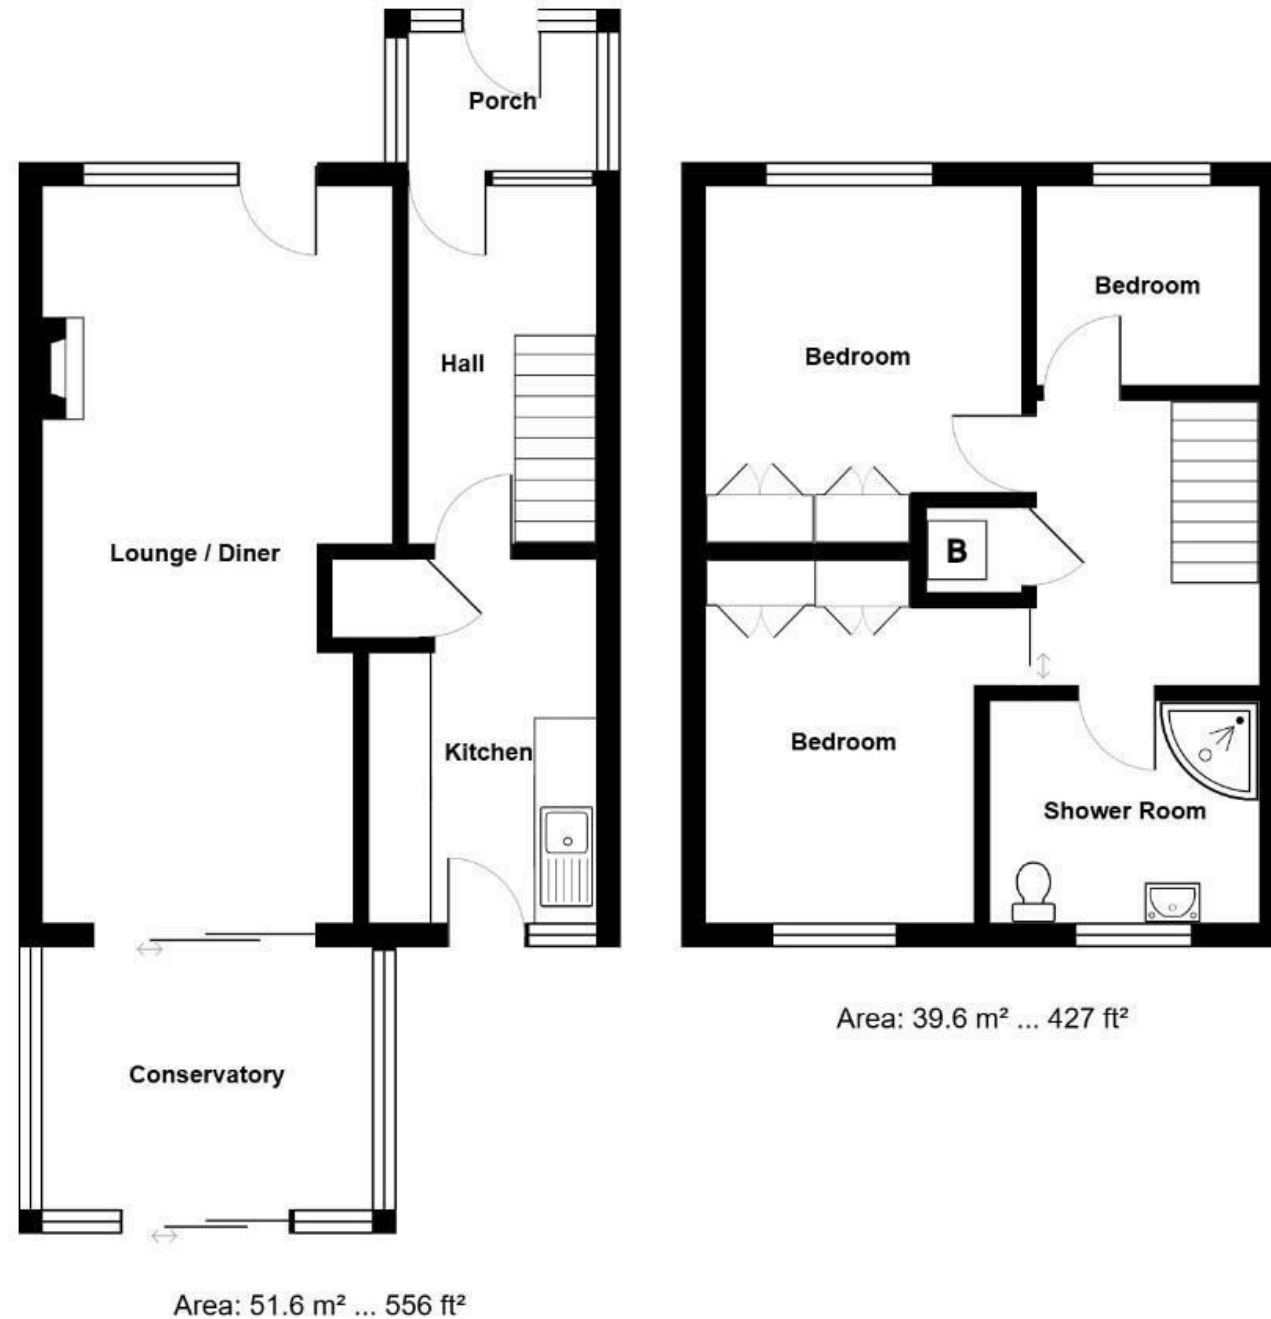 Porch
Hall
Lounge / Diner
Kitchen
Conservatory
Area: 51.6 m² ... 556 ft²
Bedroom
Bedroom
B
Bedroom
Shower Room
Area: 39.6 m² ... 427 ft²